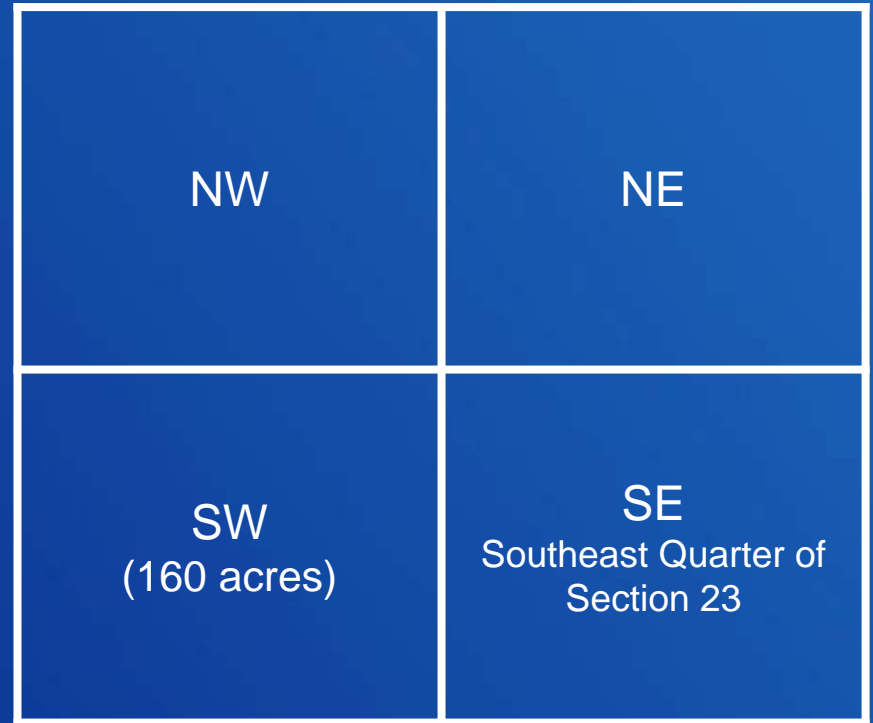 NW
NE
SW
(160 acres)
SE
Southeast Quarter of
Section 23